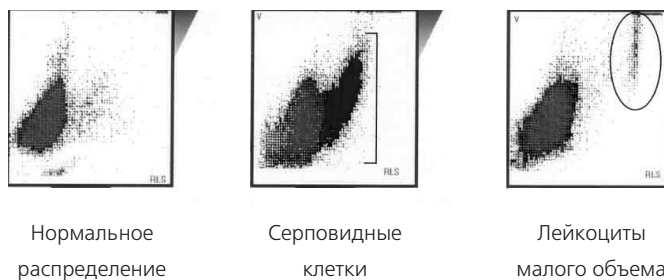 V
V
RLS
RLS
RLS
Нормальное
распределение
Серповидные
клетки
Лейкоциты
малого объема